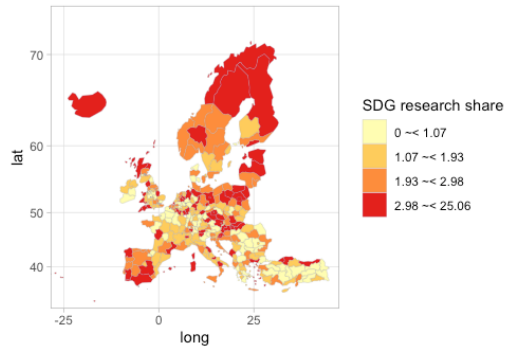 70
60
50
40
lat
-25
0
25
long
SDG research share
0 ~< 1.07
1.07 ~< 1.93
1.93 ~< 2.98
2.98 ~< 25.06